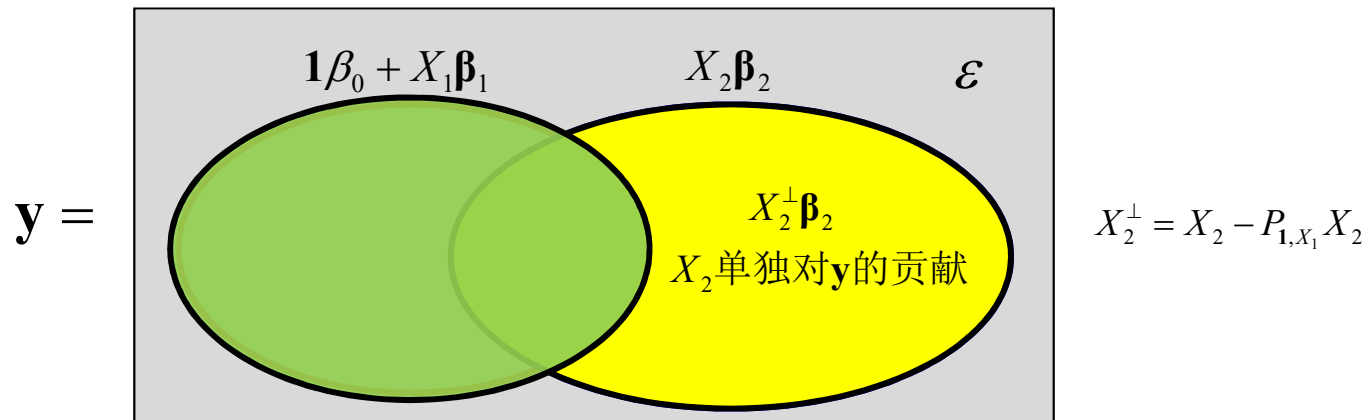 𝟏β₀ + X₁𝛃₁
X₂𝛃₂
ε
𝐲 =
X₂^⊥𝛃₂
X₂单独对𝐲的贡献
X₂^⊥ = X₂ − P_{𝟏,X₁} X₂